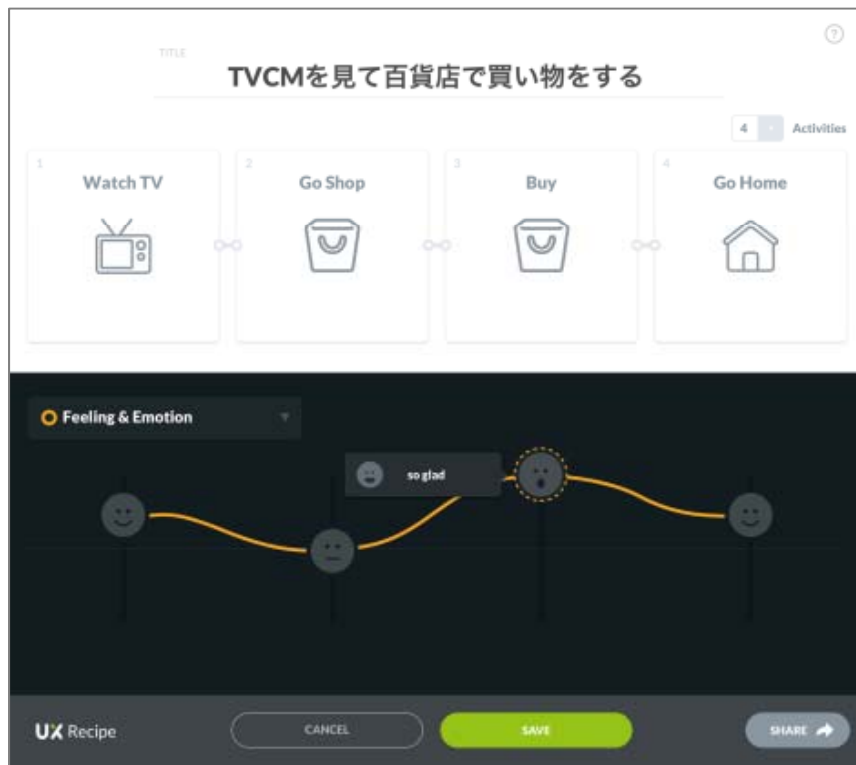 ?
TITLE
TVCMを見て百貨店で買い物をする
4 Activities
1 2 3 4
Watch TV Go Shop Buy Go Home
Feeling & Emotion
so glad
UX Recipe CANCEL SAVE SHARE